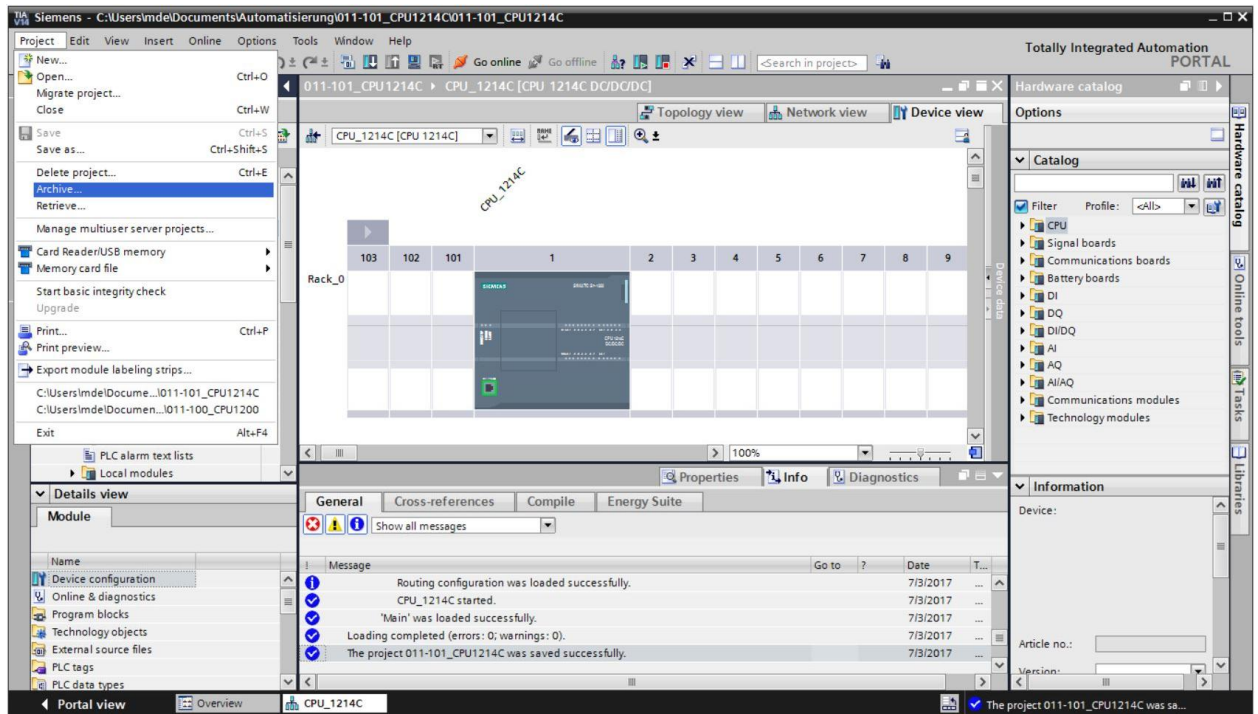 Siemens - C:\Users\mde\Documents\Automatisierung\011-101_CPU1214C\011-101_CPU1214C
Project Edit View Insert Online Options Tools Window Help
Totally Integrated Automation
PORTAL
New...
Open... Ctrl+O
Migrate project...
Close Ctrl+W
Save Ctrl+S
Save as... Ctrl+Shift+S
Delete project... Ctrl+E
Archive...
Retrieve...
Manage multiuser server projects...
Card Reader/USB memory
Memory card file
Start basic integrity check
Upgrade
Print... Ctrl+P
Print preview...
Export module labeling strips...
C:\Users\mde\Docume...\011-101_CPU1214C
C:\Users\mde\Documen...\011-100_CPU1200
Exit Alt+F4
PLC alarm text lists
Local modules
Details view
Module
Name
Device configuration
Online & diagnostics
Program blocks
Technology objects
External source files
PLC tags
PLC data types
Go online Go offline <Search in project>
011-101_CPU1214C CPU_1214C [CPU 1214C DC/DC/DC]
Topology view Network view Device view
CPU_1214C [CPU 1214C]
CPU_1214C
103 102 101 1 2 3 4 5 6 7 8 9
Rack_0
SIEMENS
Device data
100%
Properties Info Diagnostics
General Cross-references Compile Energy Suite
Show all messages
! Message Go to ? Date T...
Routing configuration was loaded successfully. 7/3/2017 ...
CPU_1214C started. 7/3/2017 ...
'Main' was loaded successfully. 7/3/2017 ...
Loading completed (errors: 0; warnings: 0). 7/3/2017 ...
The project 011-101_CPU1214C was saved successfully. 7/3/2017 ...
Hardware catalog
Options
Catalog
Filter Profile: <All>
CPU
Signal boards
Communications boards
Battery boards
DI
DQ
DI/DQ
AI
AQ
AI/AQ
Communications modules
Technology modules
Information
Device:
Article no.:
Version:
Hardware catalog
Online tools
Tasks
Libraries
Portal view Overview CPU_1214C The project 011-101_CPU1214C was sa...